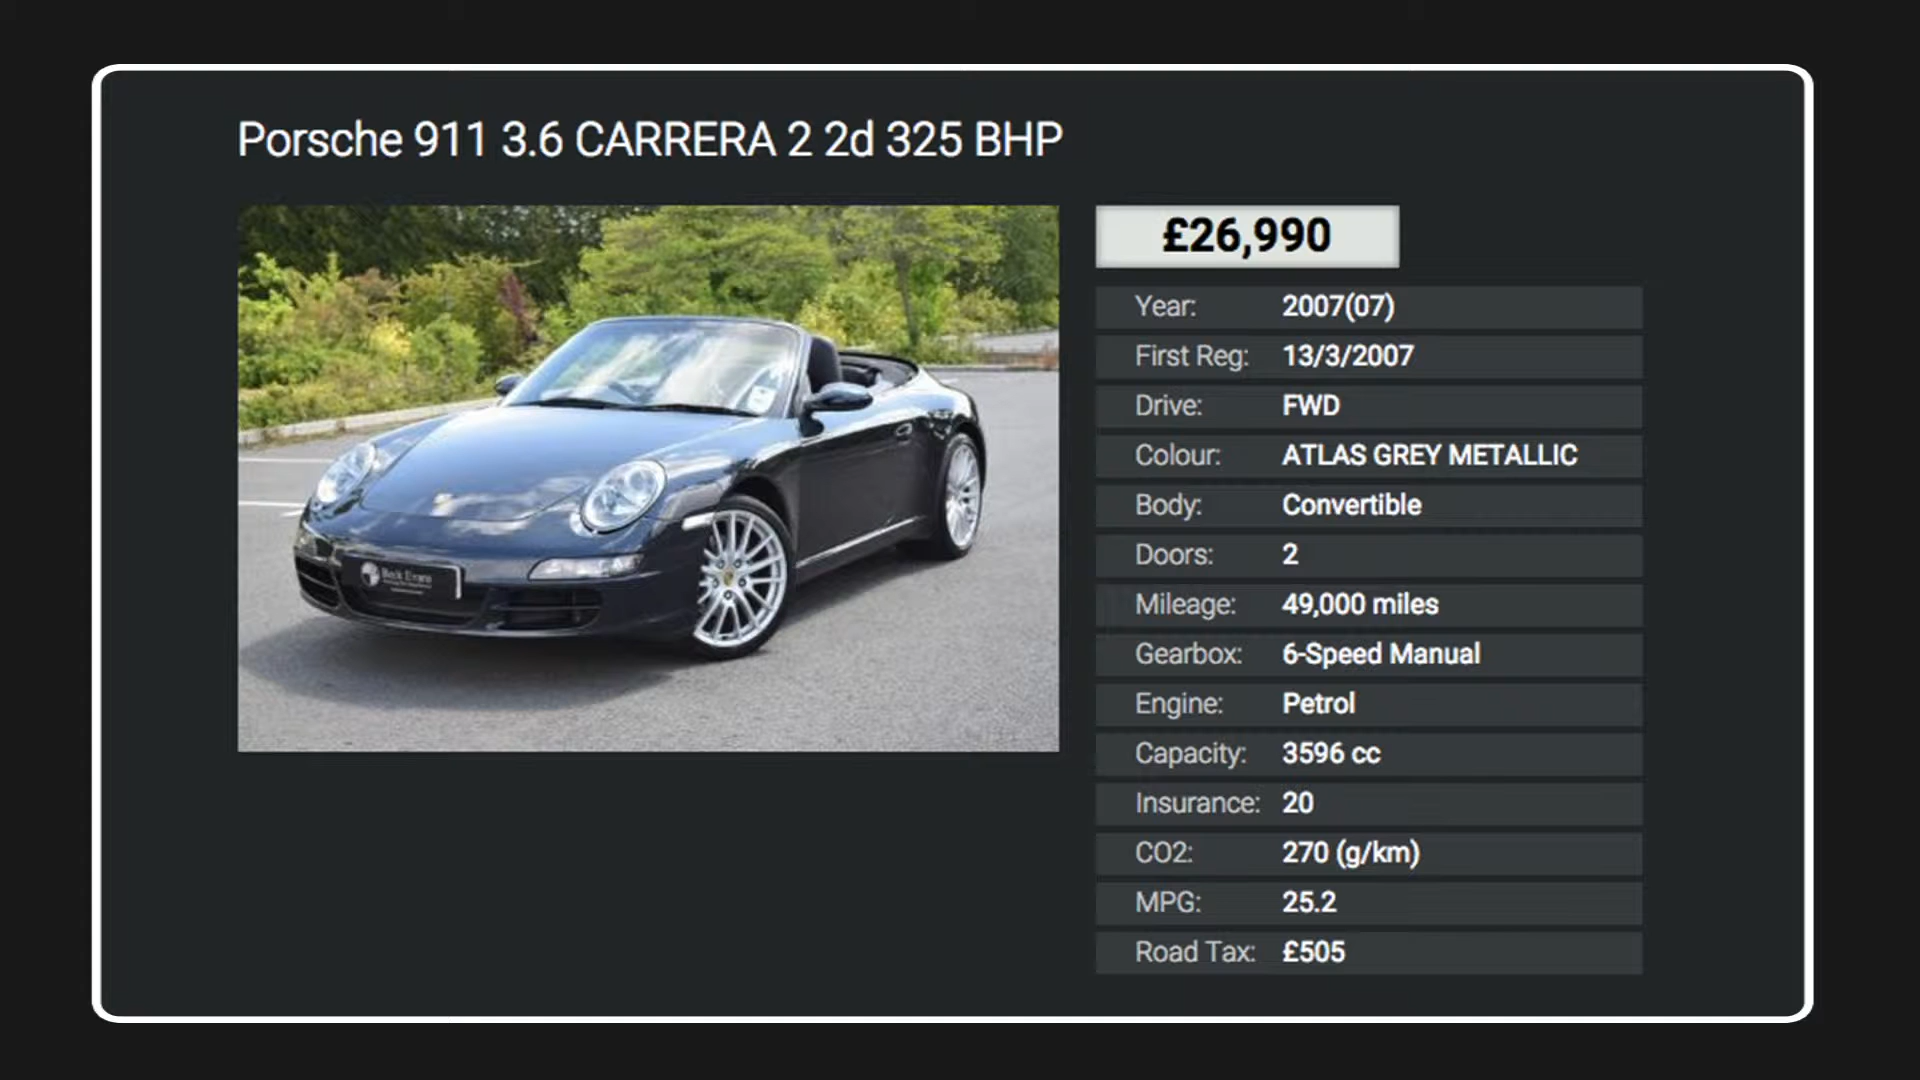 Porsche 911 3.6 CARRERA 2 2d 325 BHP
£26,990
Year: 2007(07)
First Reg: 13/3/2007
Drive: FWD
Colour: ATLAS GREY METALLIC
Body: Convertible
Doors: 2
Mileage: 49,000 miles
Gearbox: 6-Speed Manual
Engine: Petrol
Capacity: 3596 cc
Insurance: 20
CO2: 270 (g/km)
MPG: 25.2
Road Tax: £505